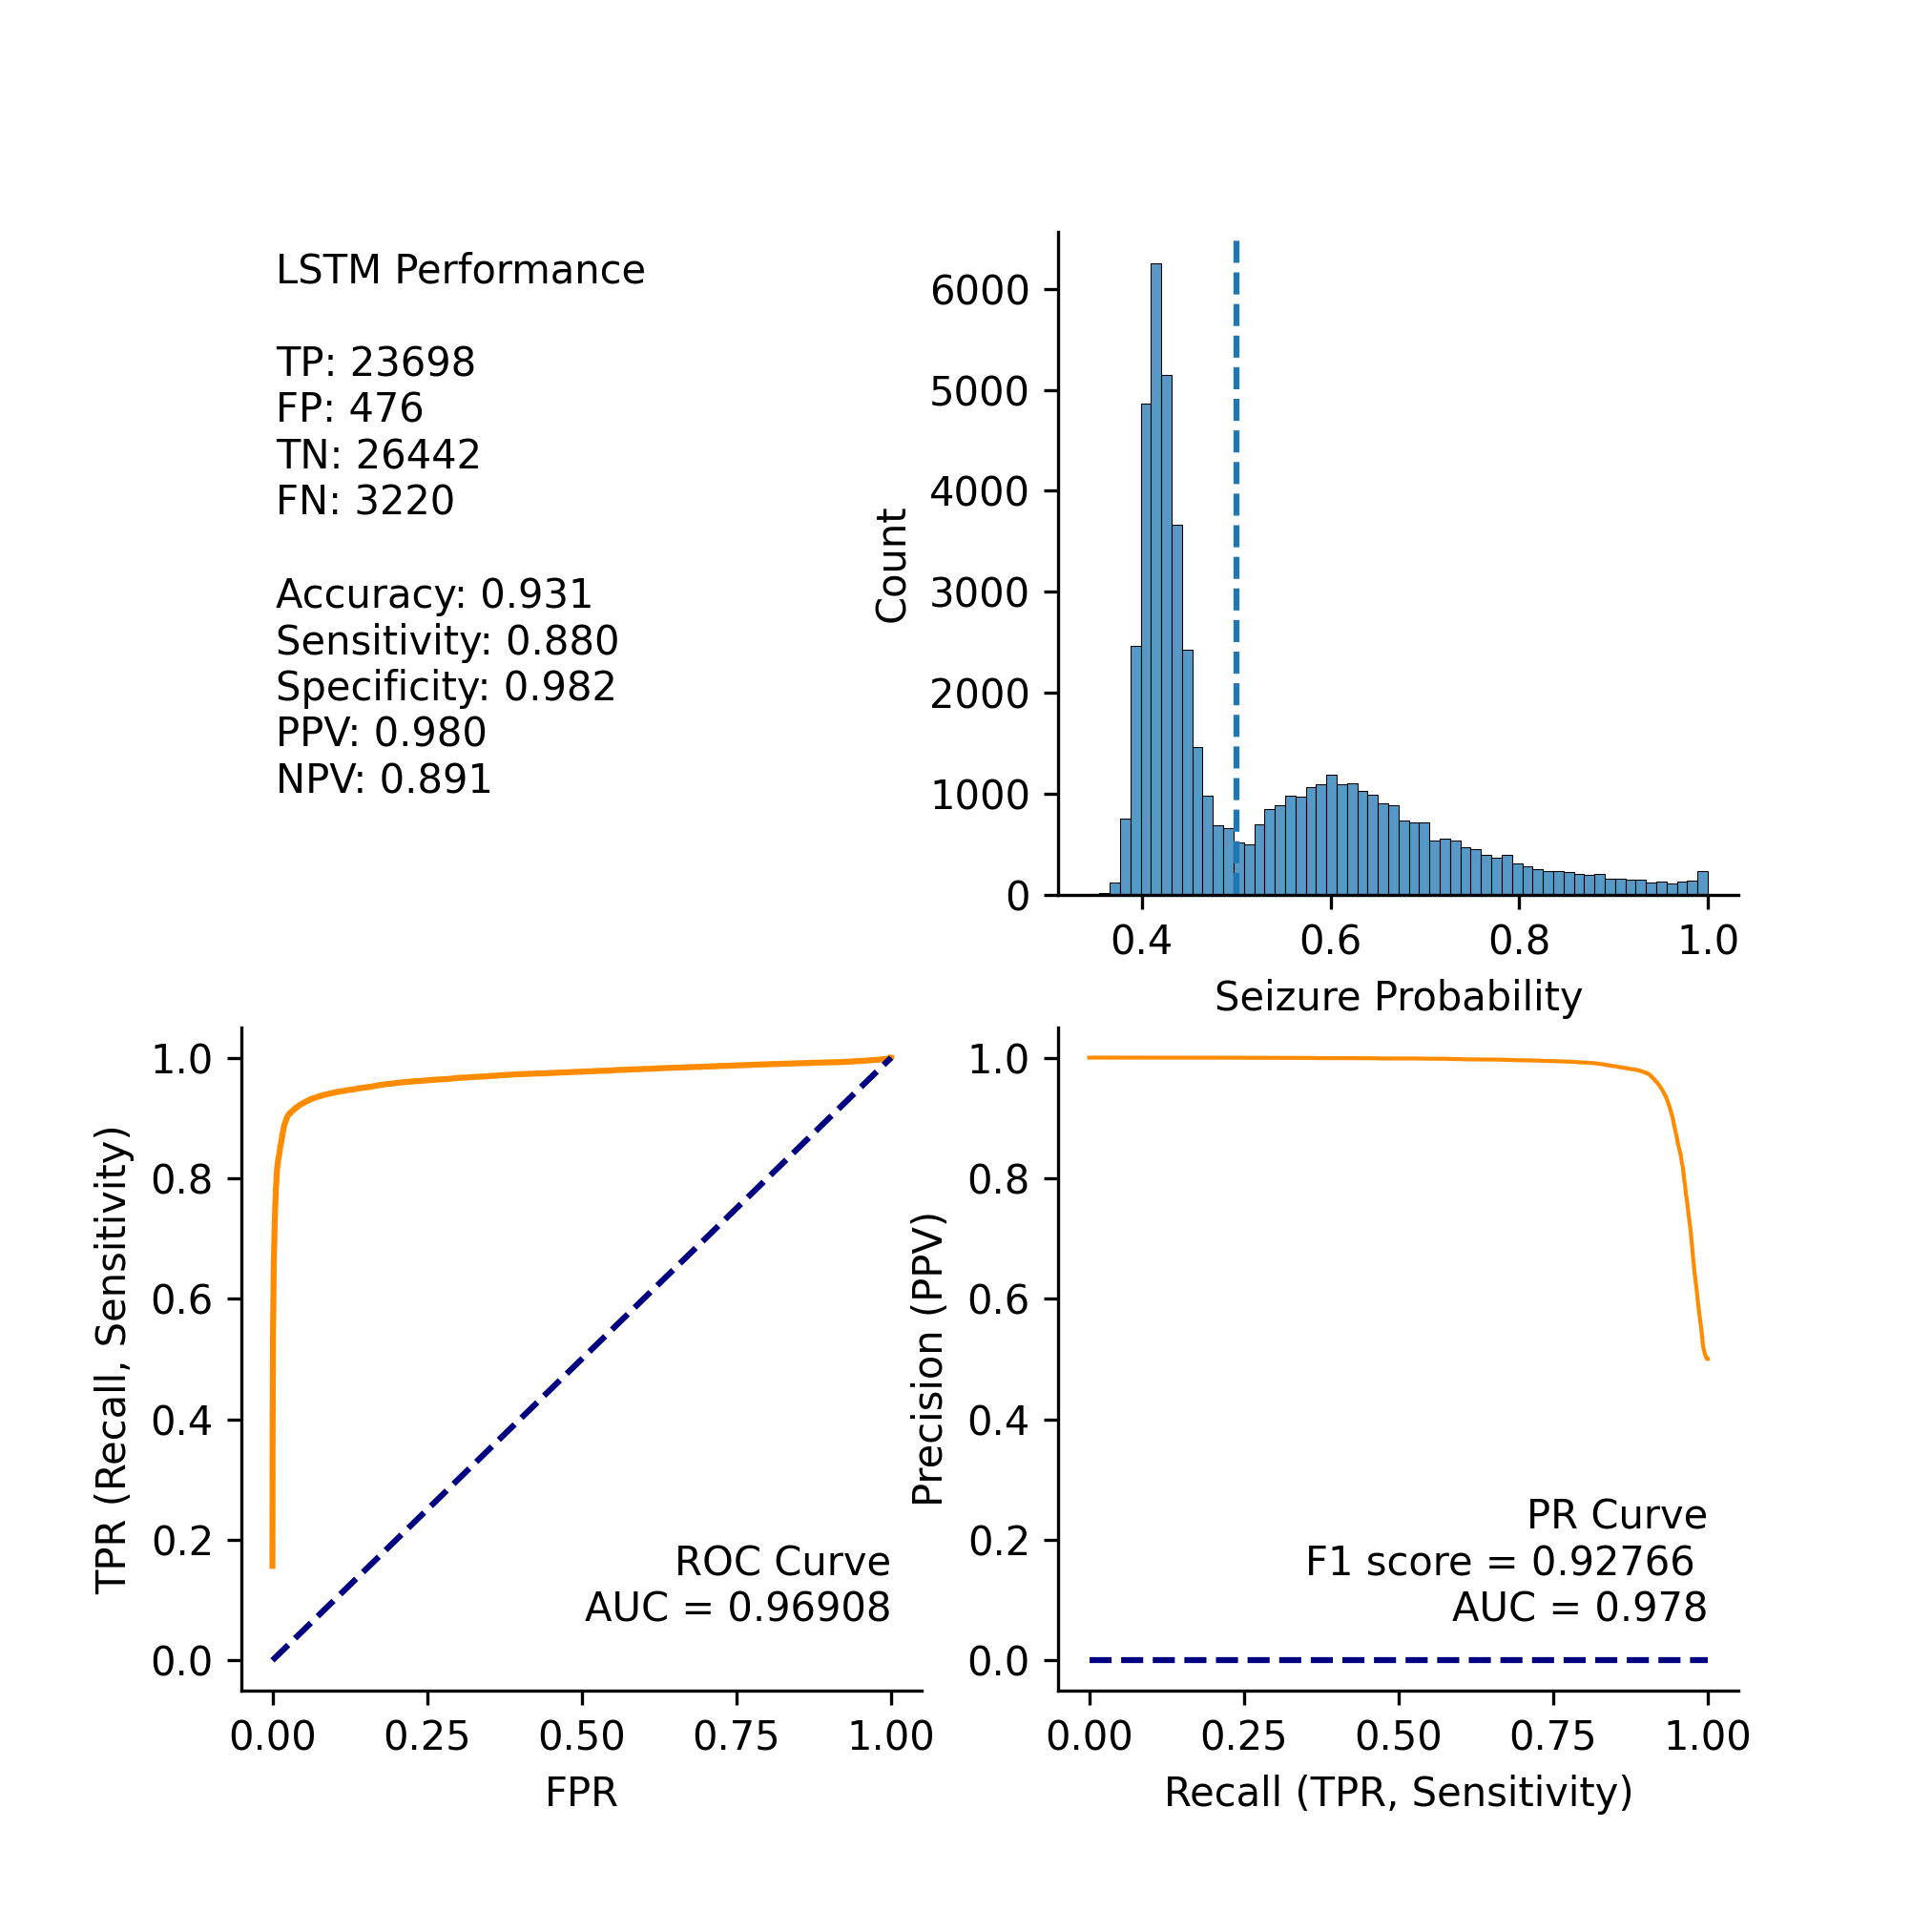 LSTM Performance
TP: 23698
FP: 476
TN: 26442
FN: 3220
Accuracy: 0.931
Sensitivity: 0.880
Specificity: 0.982
PPV: 0.980
NPV: 0.891
Count
6000
5000
4000
3000
2000
1000
0
0.4 0.6 0.8 1.0
Seizure Probability
TPR (Recall, Sensitivity)
1.0
0.8
0.6
0.4
0.2
0.0
ROC Curve
AUC = 0.96908
0.00 0.25 0.50 0.75 1.00
FPR
Precision (PPV)
1.0
0.8
0.6
0.4
0.2
0.0
PR Curve
F1 score = 0.92766
AUC = 0.978
0.00 0.25 0.50 0.75 1.00
Recall (TPR, Sensitivity)